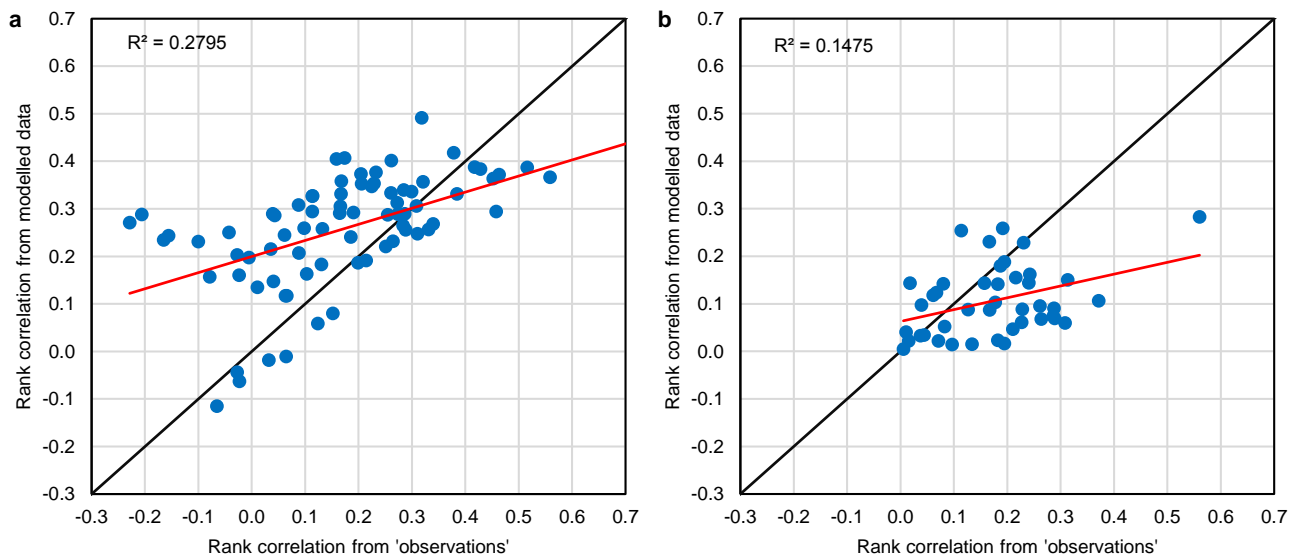 a
R² = 0.2795
0.7
0.6
0.5
0.4
0.3
0.2
0.1
0.0
-0.1
-0.2
-0.3
Rank correlation from modelled data
-0.3 -0.2 -0.1 0.0 0.1 0.2 0.3 0.4 0.5 0.6 0.7
Rank correlation from 'observations'
b
R² = 0.1475
0.7
0.6
0.5
0.4
0.3
0.2
0.1
0.0
-0.1
-0.2
-0.3
Rank correlation from modelled data
-0.3 -0.2 -0.1 0.0 0.1 0.2 0.3 0.4 0.5 0.6 0.7
Rank correlation from 'observations'